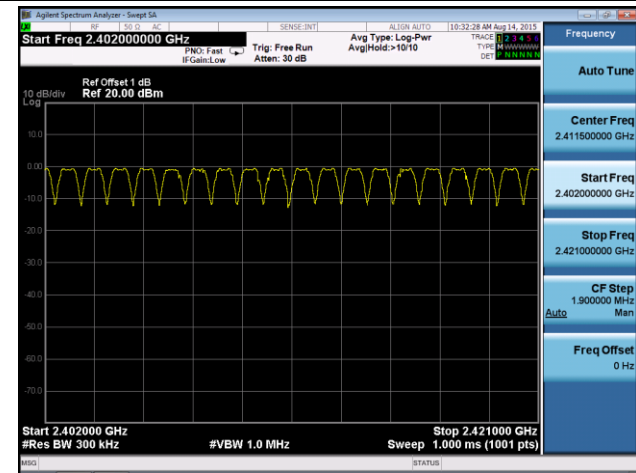 Agilent Spectrum Analyzer - Swept SA
RF 50 Ω AC SENSE:INT ALIGN AUTO 10:32:28 AM Aug 14, 2015
Start Freq 2.402000000 GHz
PNO: Fast
IFGain:Low
Trig: Free Run
Atten: 30 dB
Avg Type: Log-Pwr
Avg|Hold:>10/10
TRACE 1 2 3 4 5 6
TYPE M W W W W W
DET P N N N N N
Ref Offset 1 dB
10 dB/div Ref 20.00 dBm
Log
10.0
0.00
-10.0
-20.0
-30.0
-40.0
-50.0
-60.0
-70.0
Start 2.402000 GHz Stop 2.421000 GHz
#Res BW 300 kHz #VBW 1.0 MHz Sweep 1.000 ms (1001 pts)
MSG STATUS
Frequency
Auto Tune
Center Freq
2.411500000 GHz
Start Freq
2.402000000 GHz
Stop Freq
2.421000000 GHz
CF Step
1.900000 MHz
Auto Man
Freq Offset
0 Hz